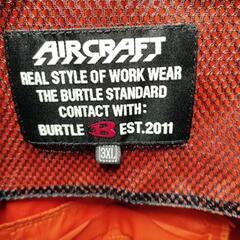 AIRCRAFT
REAL STYLE OF WORK WEAR
THE BURTLE STANDARD
CONTACT WITH:
BURTLE B EST.2011
3XL